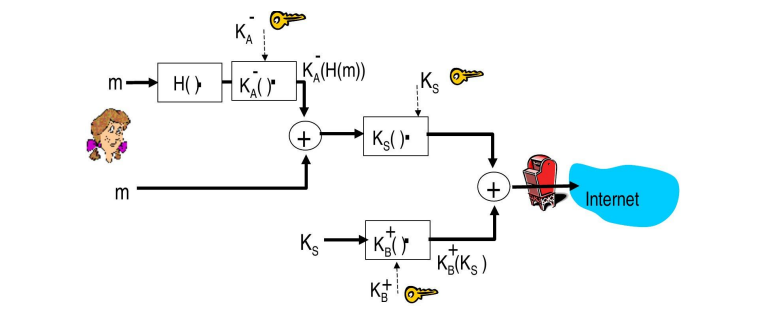 K_A^-
m H( ) K_A^-( ) K_A^-(H(m))
K_S
+ K_S( )
m
+ Internet
K_S K_B^+( ) K_B^+(K_S )
K_B^+